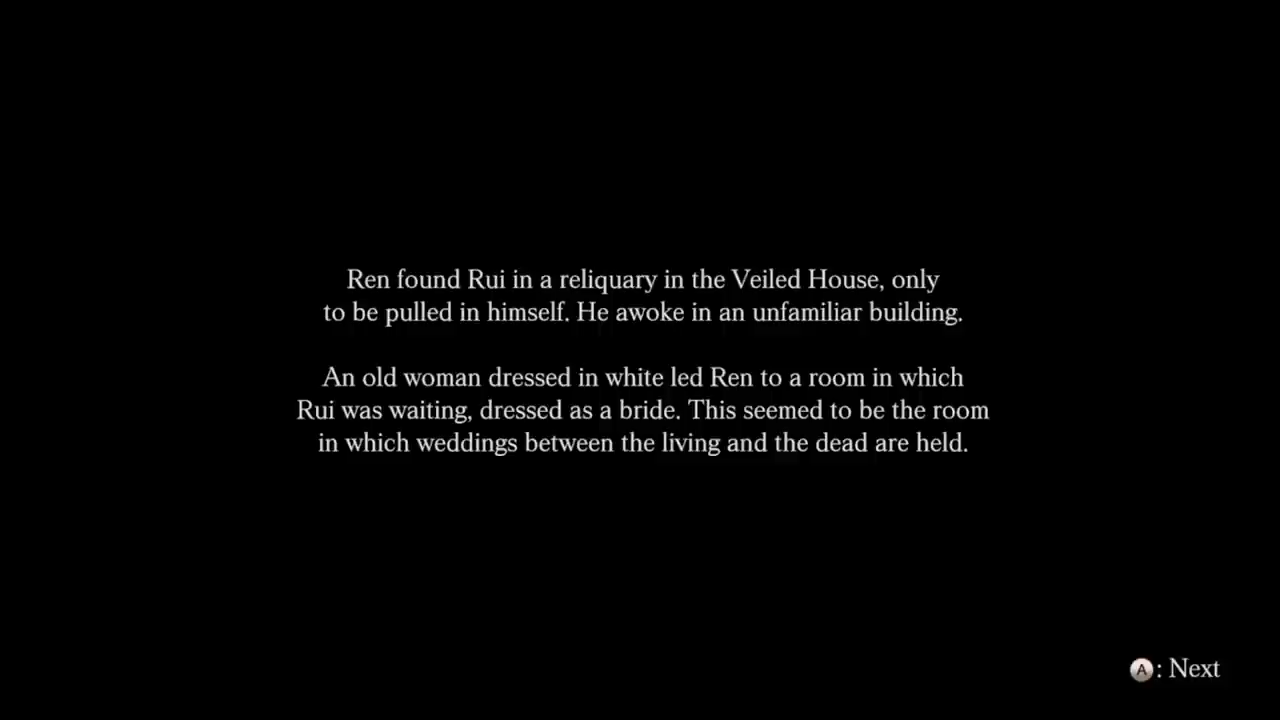 Ren found Rui in a reliquary in the Veiled House, only
to be pulled in himself. He awoke in an unfamiliar building.
An old woman dressed in white led Ren to a room in which
Rui was waiting, dressed as a bride. This seemed to be the room
in which weddings between the living and the dead are held.
A : Next